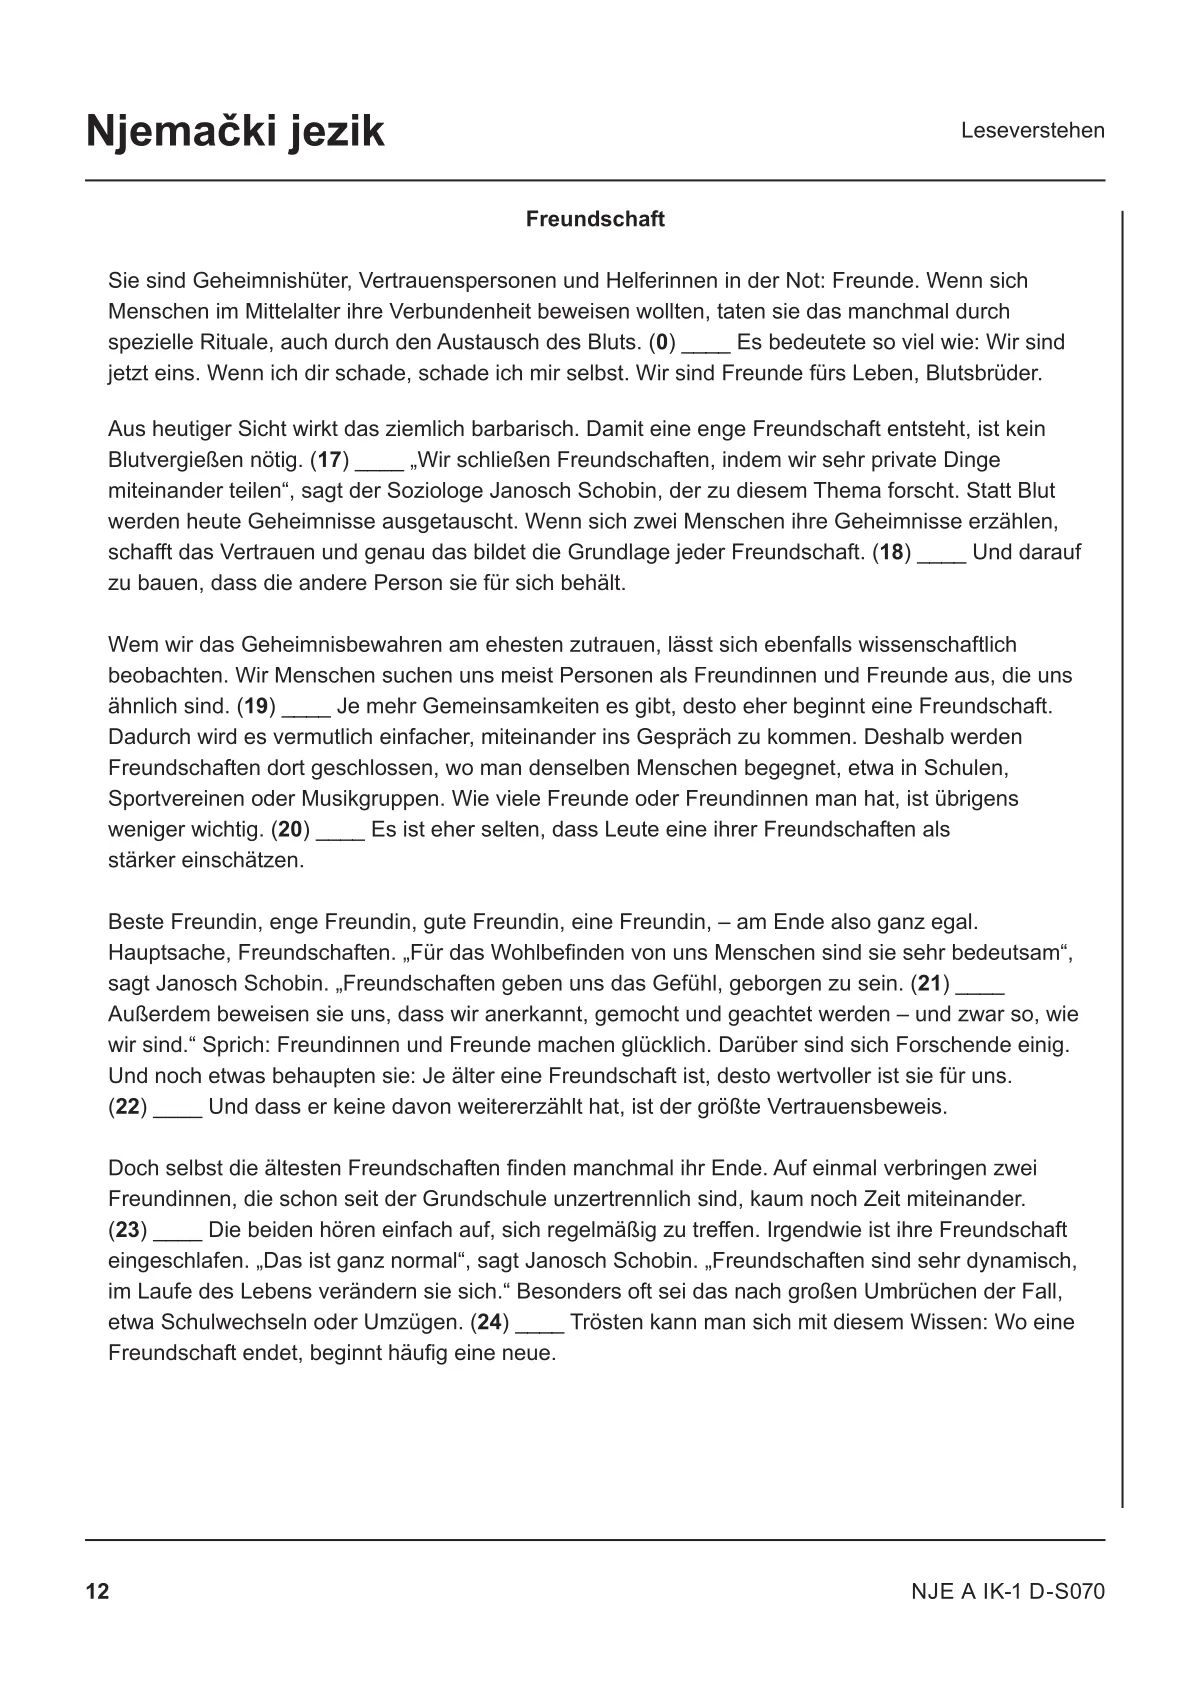 Njemački jezik
Leseverstehen
Freundschaft
Sie sind Geheimnishüter, Vertrauenspersonen und Helferinnen in der Not: Freunde. Wenn sich
Menschen im Mittelalter ihre Verbundenheit beweisen wollten, taten sie das manchmal durch
spezielle Rituale, auch durch den Austausch des Bluts. (0) ____ Es bedeutete so viel wie: Wir sind
jetzt eins. Wenn ich dir schade, schade ich mir selbst. Wir sind Freunde fürs Leben, Blutsbrüder.
Aus heutiger Sicht wirkt das ziemlich barbarisch. Damit eine enge Freundschaft entsteht, ist kein
Blutvergießen nötig. (17) ____ „Wir schließen Freundschaften, indem wir sehr private Dinge
miteinander teilen“, sagt der Soziologe Janosch Schobin, der zu diesem Thema forscht. Statt Blut
werden heute Geheimnisse ausgetauscht. Wenn sich zwei Menschen ihre Geheimnisse erzählen,
schafft das Vertrauen und genau das bildet die Grundlage jeder Freundschaft. (18) ____ Und darauf
zu bauen, dass die andere Person sie für sich behält.
Wem wir das Geheimnisbewahren am ehesten zutrauen, lässt sich ebenfalls wissenschaftlich
beobachten. Wir Menschen suchen uns meist Personen als Freundinnen und Freunde aus, die uns
ähnlich sind. (19) ____ Je mehr Gemeinsamkeiten es gibt, desto eher beginnt eine Freundschaft.
Dadurch wird es vermutlich einfacher, miteinander ins Gespräch zu kommen. Deshalb werden
Freundschaften dort geschlossen, wo man denselben Menschen begegnet, etwa in Schulen,
Sportvereinen oder Musikgruppen. Wie viele Freunde oder Freundinnen man hat, ist übrigens
weniger wichtig. (20) ____ Es ist eher selten, dass Leute eine ihrer Freundschaften als
stärker einschätzen.
Beste Freundin, enge Freundin, gute Freundin, eine Freundin, – am Ende also ganz egal.
Hauptsache, Freundschaften. „Für das Wohlbefinden von uns Menschen sind sie sehr bedeutsam“,
sagt Janosch Schobin. „Freundschaften geben uns das Gefühl, geborgen zu sein. (21) ____
Außerdem beweisen sie uns, dass wir anerkannt, gemocht und geachtet werden – und zwar so, wie
wir sind.“ Sprich: Freundinnen und Freunde machen glücklich. Darüber sind sich Forschende einig.
Und noch etwas behaupten sie: Je älter eine Freundschaft ist, desto wertvoller ist sie für uns.
(22) ____ Und dass er keine davon weitererzählt hat, ist der größte Vertrauensbeweis.
Doch selbst die ältesten Freundschaften finden manchmal ihr Ende. Auf einmal verbringen zwei
Freundinnen, die schon seit der Grundschule unzertrennlich sind, kaum noch Zeit miteinander.
(23) ____ Die beiden hören einfach auf, sich regelmäßig zu treffen. Irgendwie ist ihre Freundschaft
eingeschlafen. „Das ist ganz normal“, sagt Janosch Schobin. „Freundschaften sind sehr dynamisch,
im Laufe des Lebens verändern sie sich.“ Besonders oft sei das nach großen Umbrüchen der Fall,
etwa Schulwechseln oder Umzügen. (24) ____ Trösten kann man sich mit diesem Wissen: Wo eine
Freundschaft endet, beginnt häufig eine neue.
12
NJE A IK-1 D-S070